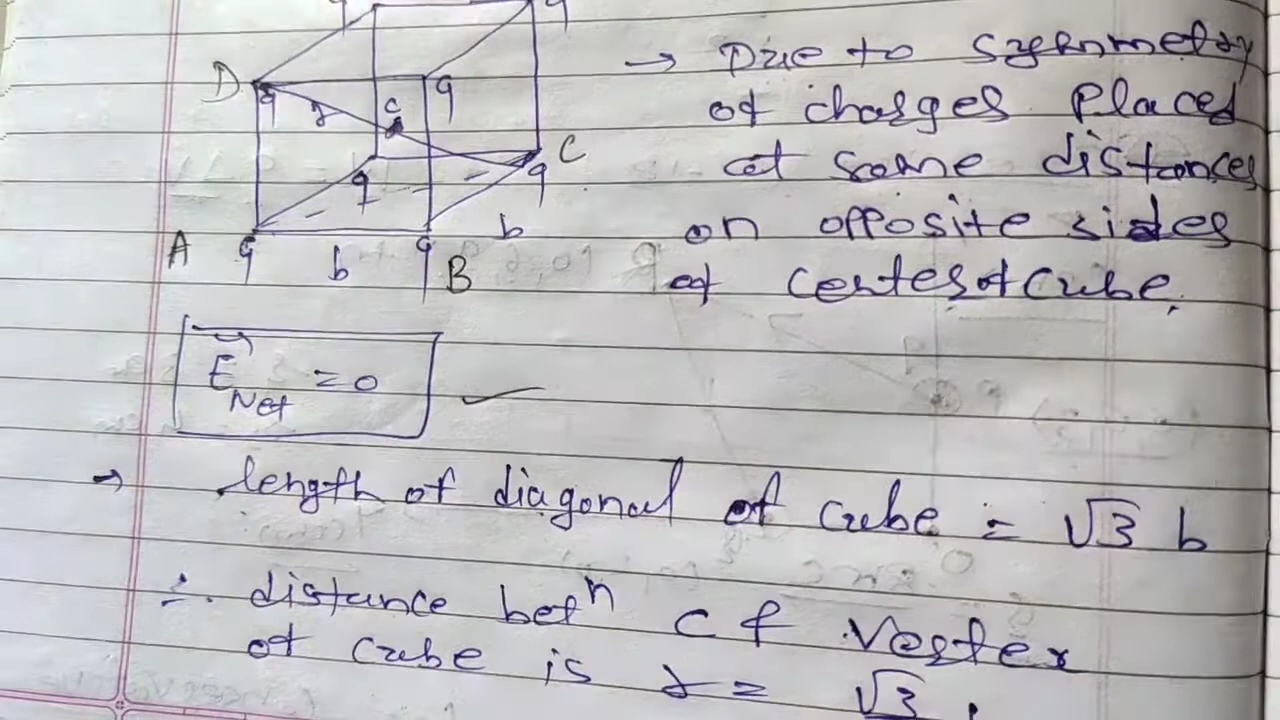 q
q
D
q
r
c
q
C
q
q
A
q
b
q
B
b
→ Due to symmetry
of charges placed
at same distances
on opposite sides
of center of cube.
E Net = 0
→ length of diagonal of cube = √3 b
∴ distance betⁿ C & Vertex
of cube is r = √3